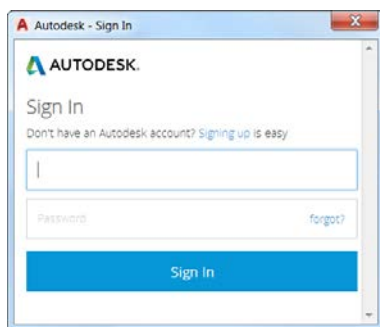 Autodesk - Sign In
AUTODESK.
Sign In
Don't have an Autodesk account? Signing up is easy
Password
forgot?
Sign In